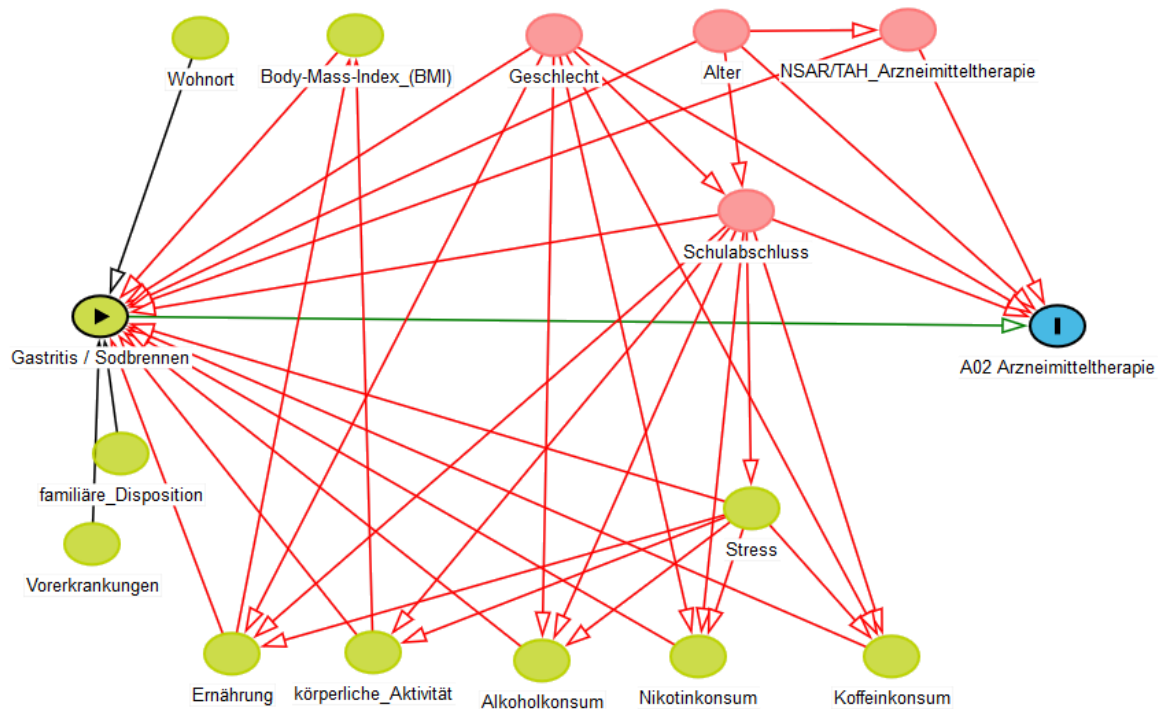 Wohnort
Body-Mass-Index_(BMI)
Geschlecht
Alter
NSAR/TAH_Arzneimitteltherapie
Schulabschluss
Gastritis / Sodbrennen
A02 Arzneimitteltherapie
familiäre_Disposition
Stress
Vorerkrankungen
Ernährung
körperliche_Aktivität
Alkoholkonsum
Nikotinkonsum
Koffeinkonsum